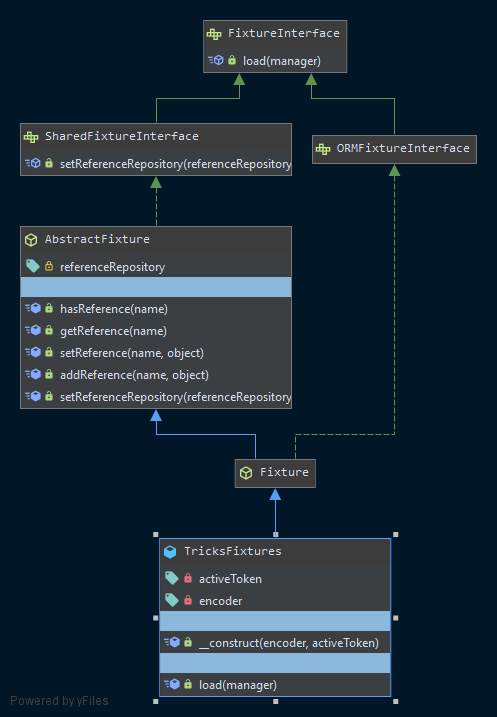 FixtureInterface
load(manager)
SharedFixtureInterface
setReferenceRepository(referenceRepository
ORMFixtureInterface
AbstractFixture
referenceRepository
hasReference(name)
getReference(name)
setReference(name, object)
addReference(name, object)
setReferenceRepository(referenceRepository
Fixture
TricksFixtures
activeToken
encoder
__construct(encoder, activeToken)
load(manager)
Powered by yFiles